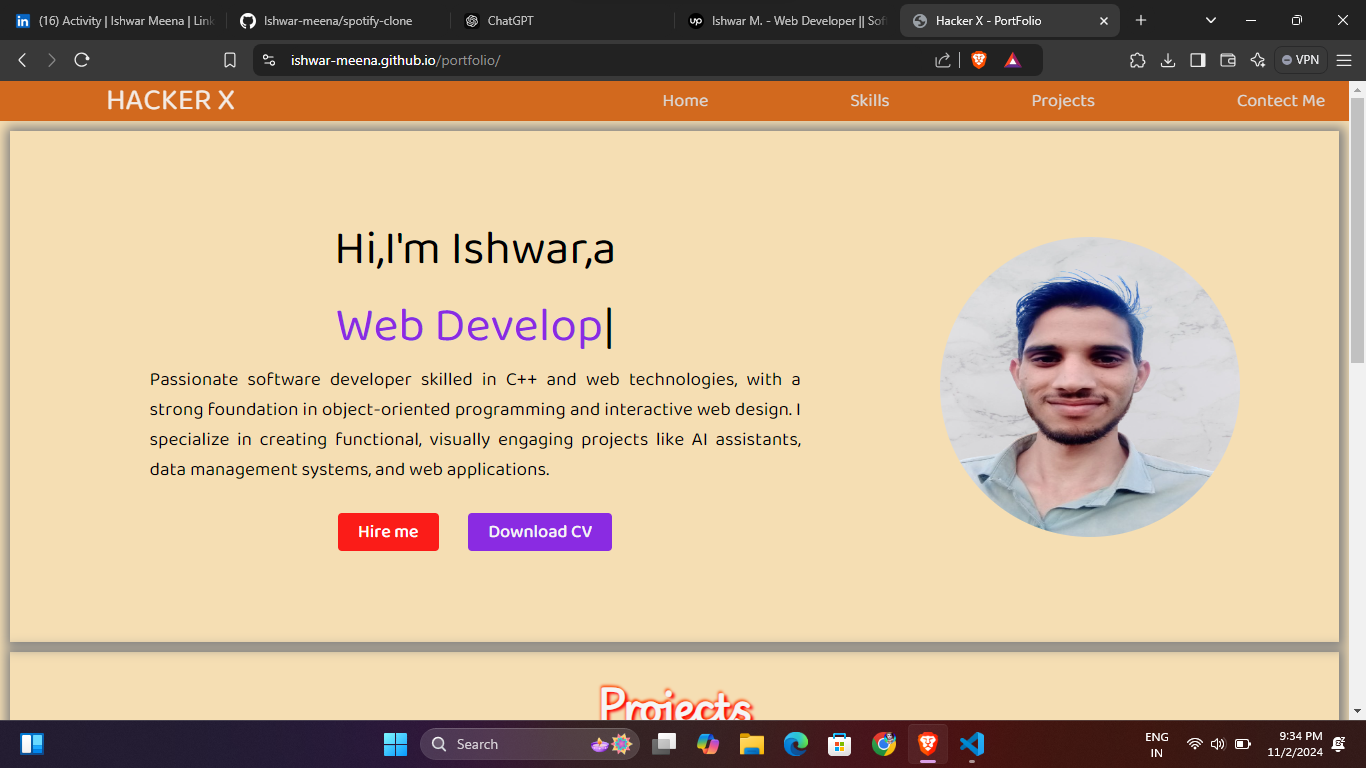 (16) Activity | Ishwar Meena | Link
Ishwar-meena/spotify-clone
ChatGPT
Ishwar M. - Web Developer || Sof
Hacker X - PortFolio
ishwar-meena.github.io/portfolio/
VPN
HACKER X
Home
Skills
Projects
Contect Me
Hi,I'm Ishwar,a
Web Develop|
Passionate software developer skilled in C++ and web technologies, with a
strong foundation in object-oriented programming and interactive web design. I
specialize in creating functional, visually engaging projects like AI assistants,
data management systems, and web applications.
Hire me
Download CV
Projects
Search
ENG
IN
9:34 PM
11/2/2024